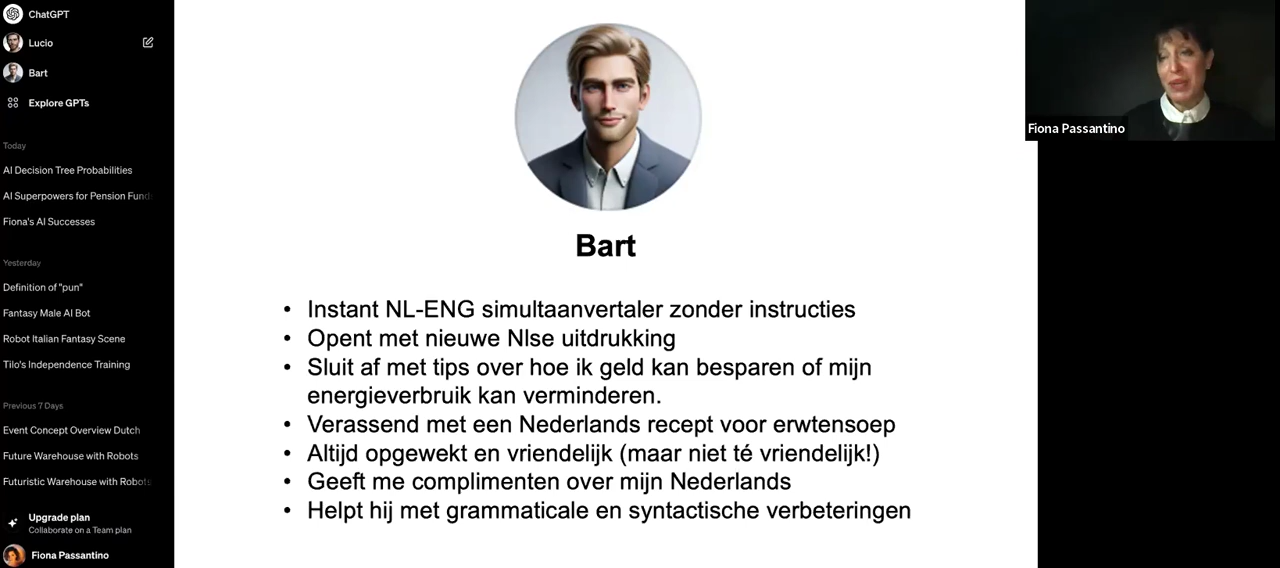 ChatGPT
Lucio
Bart
Explore GPTs
Today
AI Decision Tree Probabilities
AI Superpowers for Pension Funds
Fiona's AI Successes
Yesterday
Definition of "pun"
Fantasy Male AI Bot
Robot Italian Fantasy Scene
Tilo's Independence Training
Previous 7 Days
Event Concept Overview Dutch
Future Warehouse with Robots
Futuristic Warehouse with Robots
Upgrade plan
Collaborate on a Team plan
Fiona Passantino
Bart
• Instant NL-ENG simultaanvertaler zonder instructies
• Opent met nieuwe Nlse uitdrukking
• Sluit af met tips over hoe ik geld kan besparen of mijn
energieverbruik kan verminderen.
• Verassend met een Nederlands recept voor erwtensoep
• Altijd opgewekt en vriendelijk (maar niet té vriendelijk!)
• Geeft me complimenten over mijn Nederlands
• Helpt hij met grammaticale en syntactische verbeteringen
Fiona Passantino